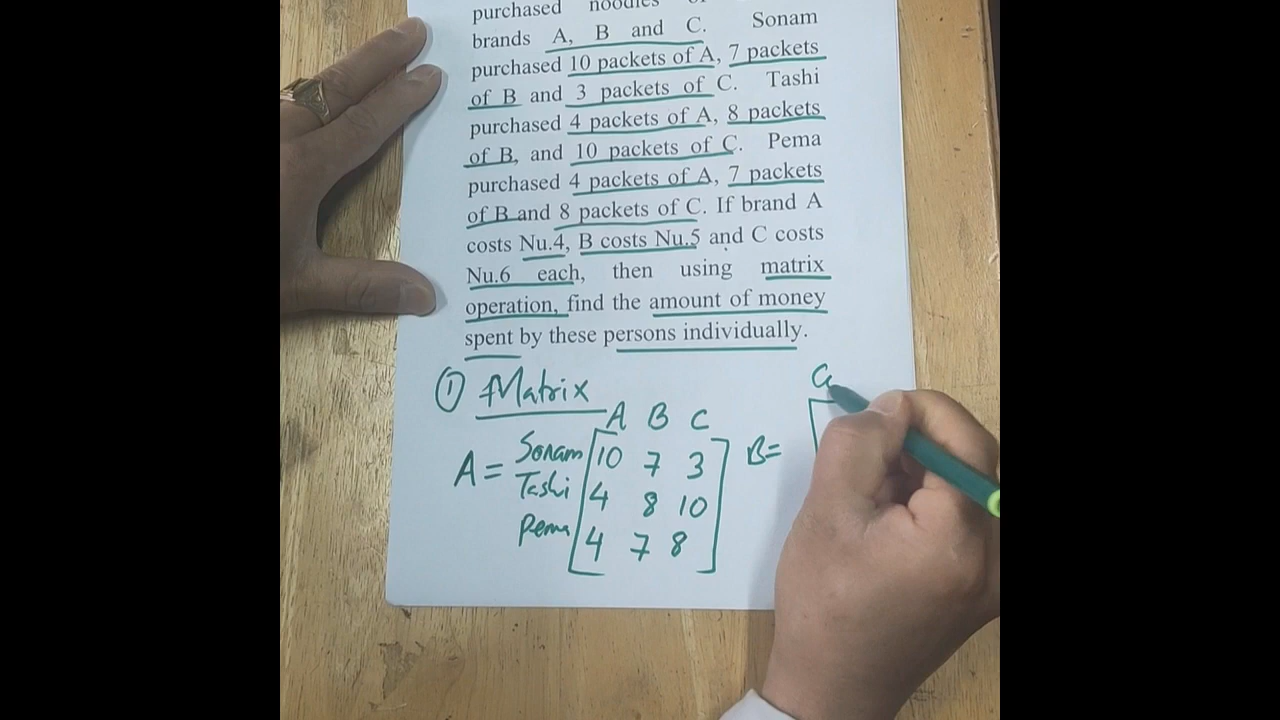 purchased noodles
brands A, B and C. Sonam
purchased 10 packets of A, 7 packets
of B and 3 packets of C. Tashi
purchased 4 packets of A, 8 packets
of B, and 10 packets of C. Pema
purchased 4 packets of A, 7 packets
of B and 8 packets of C. If brand A
costs Nu.4, B costs Nu.5 and C costs
Nu.6 each, then using matrix
operation, find the amount of money
spent by these persons individually.
① Matrix
A B C
A = Sonam 10 7 3 B=
Tashi 4 8 10
Pema 4 7 8